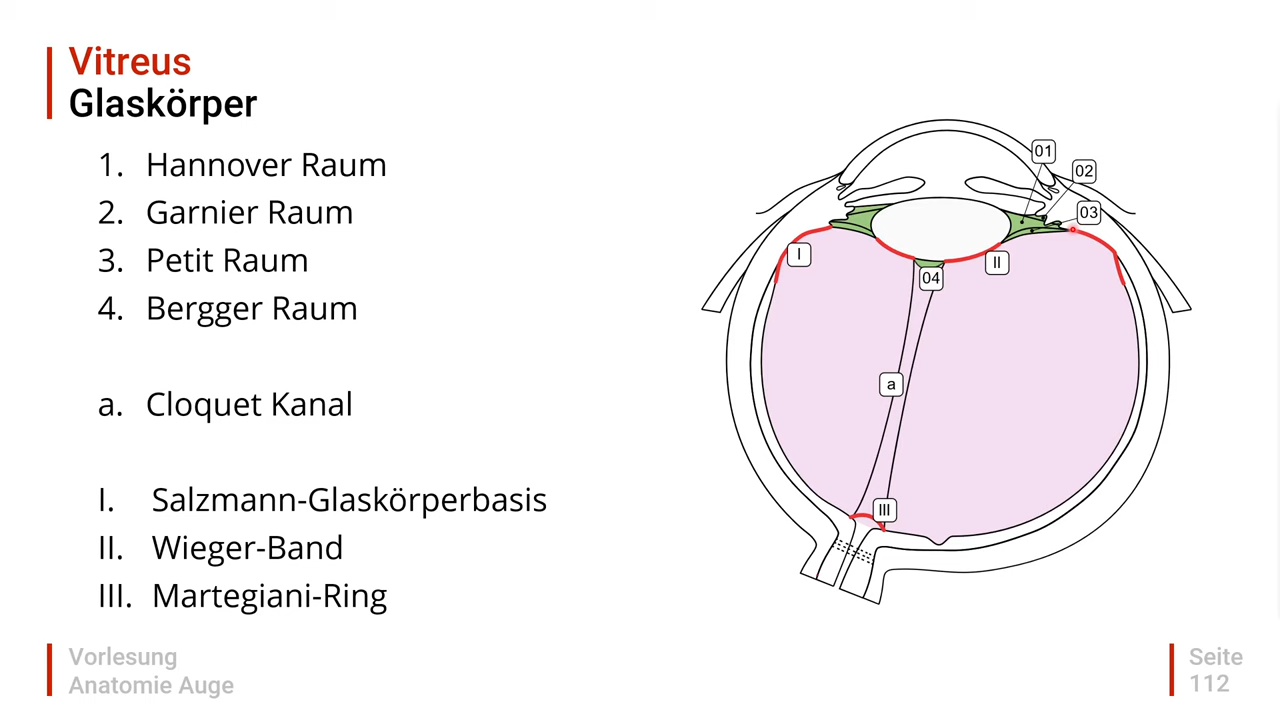 Vitreus
Glaskörper
1. Hannover Raum
2. Garnier Raum
3. Petit Raum
4. Bergger Raum
a. Cloquet Kanal
I. Salzmann-Glaskörperbasis
II. Wieger-Band
III. Martegiani-Ring
01
02
03
I
II
04
a
III
Vorlesung
Anatomie Auge
Seite
112